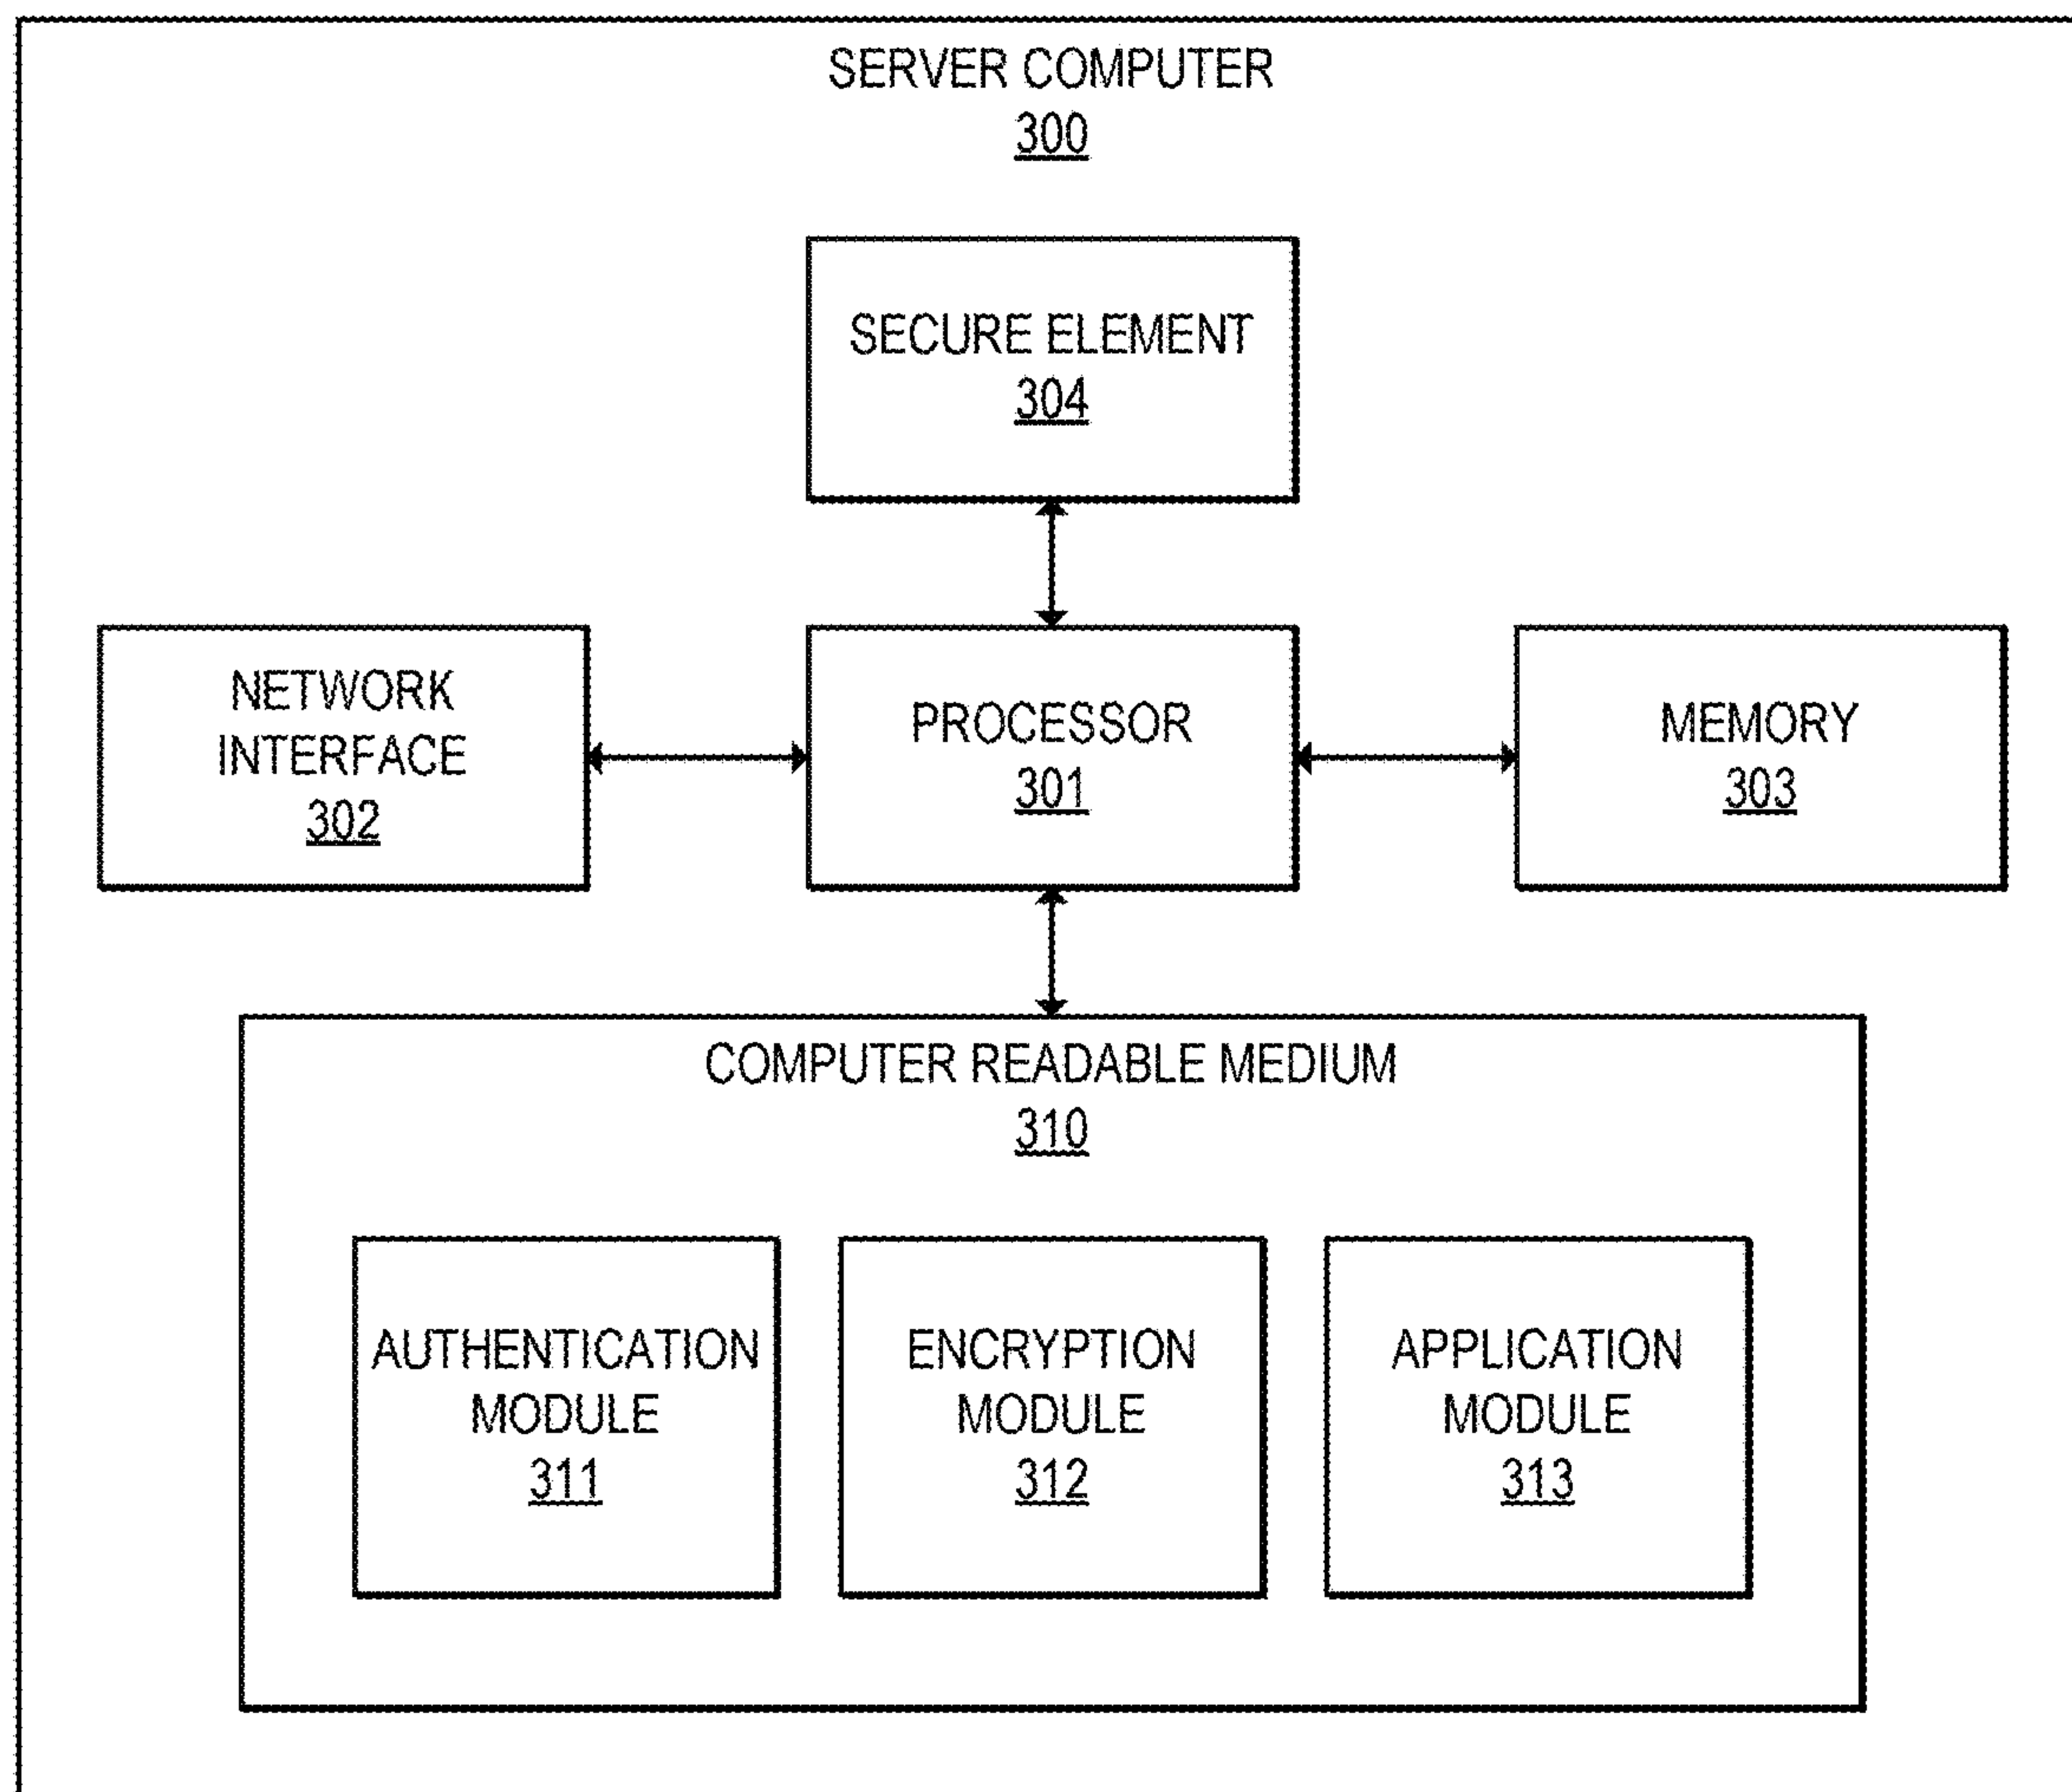 SERVER COMPUTER
300
SECURE ELEMENT
304
NETWORK
INTERFACE
302
PROCESSOR
301
MEMORY
303
COMPUTER READABLE MEDIUM
310
AUTHENTICATION
MODULE
311
ENCRYPTION
MODULE
312
APPLICATION
MODULE
313